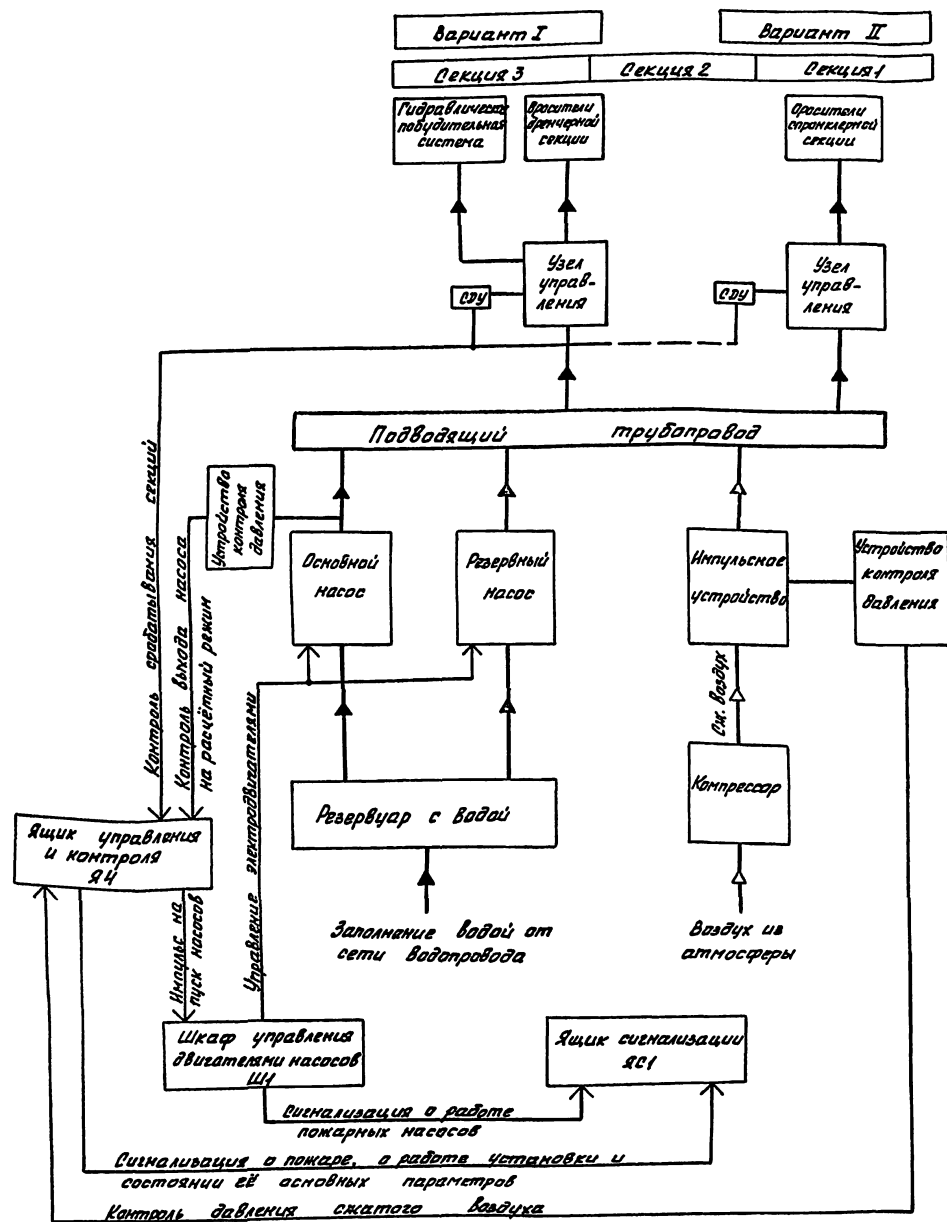 Вариант I
Вариант II
Секция 3
Секция 2
Секция 1
Гидравлическ.
побудительная
система
Оросители
дренчерной
секции
Оросители
спринклерной
секции
Узел
управ-
ления
Узел
управ-
ления
СДУ
СДУ
Подводящий трубопровод
Контроль срабатывания секций
Контроль выхода насоса
на расчётный режим
Устройство
контроля
давления
Основной
насос
Резервный
насос
Импульсное
устройство
Устройство
контроля
давления
Сж. воздух
Управление электродвигателями
Резервуар с водой
Компрессор
Ящик управления
и контроля
Я4
Заполнение водой от
сети водопровода
Воздух из
атмосферы
Импульс на
пуск насосов
Шкаф управления
двигателями насосов
Ш1
Ящик сигнализации
ЯС1
Сигнализация о работе
пожарных насосов
Сигнализация о пожаре, о работе установки и
состоянии её основных параметров
Контроль давления сжатого воздуха